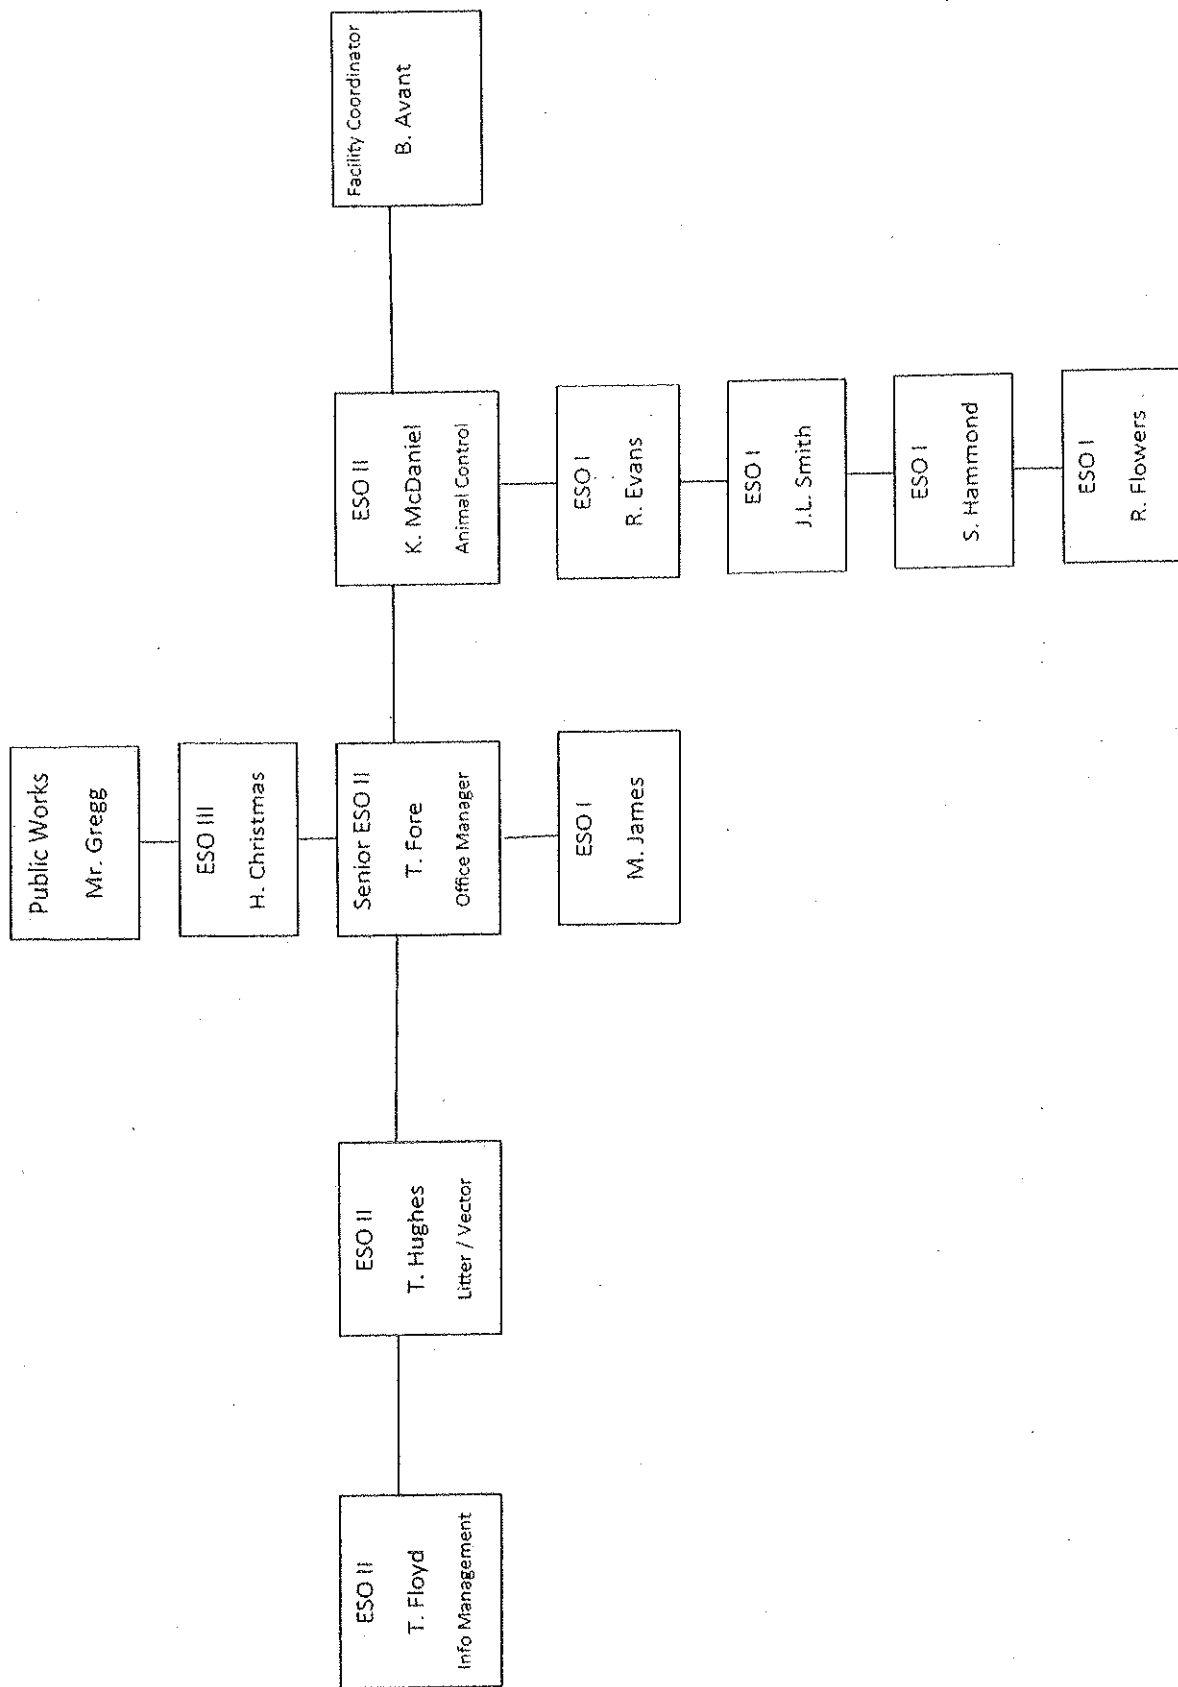 Public Works
Mr. Gregg
ESO III
H. Christmas
ESO II
T. Floyd
Info Management
ESO II
T. Hughes
Litter / Vector
Senior ESO II
T. Fore
Office Manager
ESO II
K. McDaniel
Animal Control
Facility Coordinator
B. Avant
ESO I
M. James
ESO I
R. Evans
ESO I
J.L. Smith
ESO I
S. Hammond
ESO I
R. Flowers